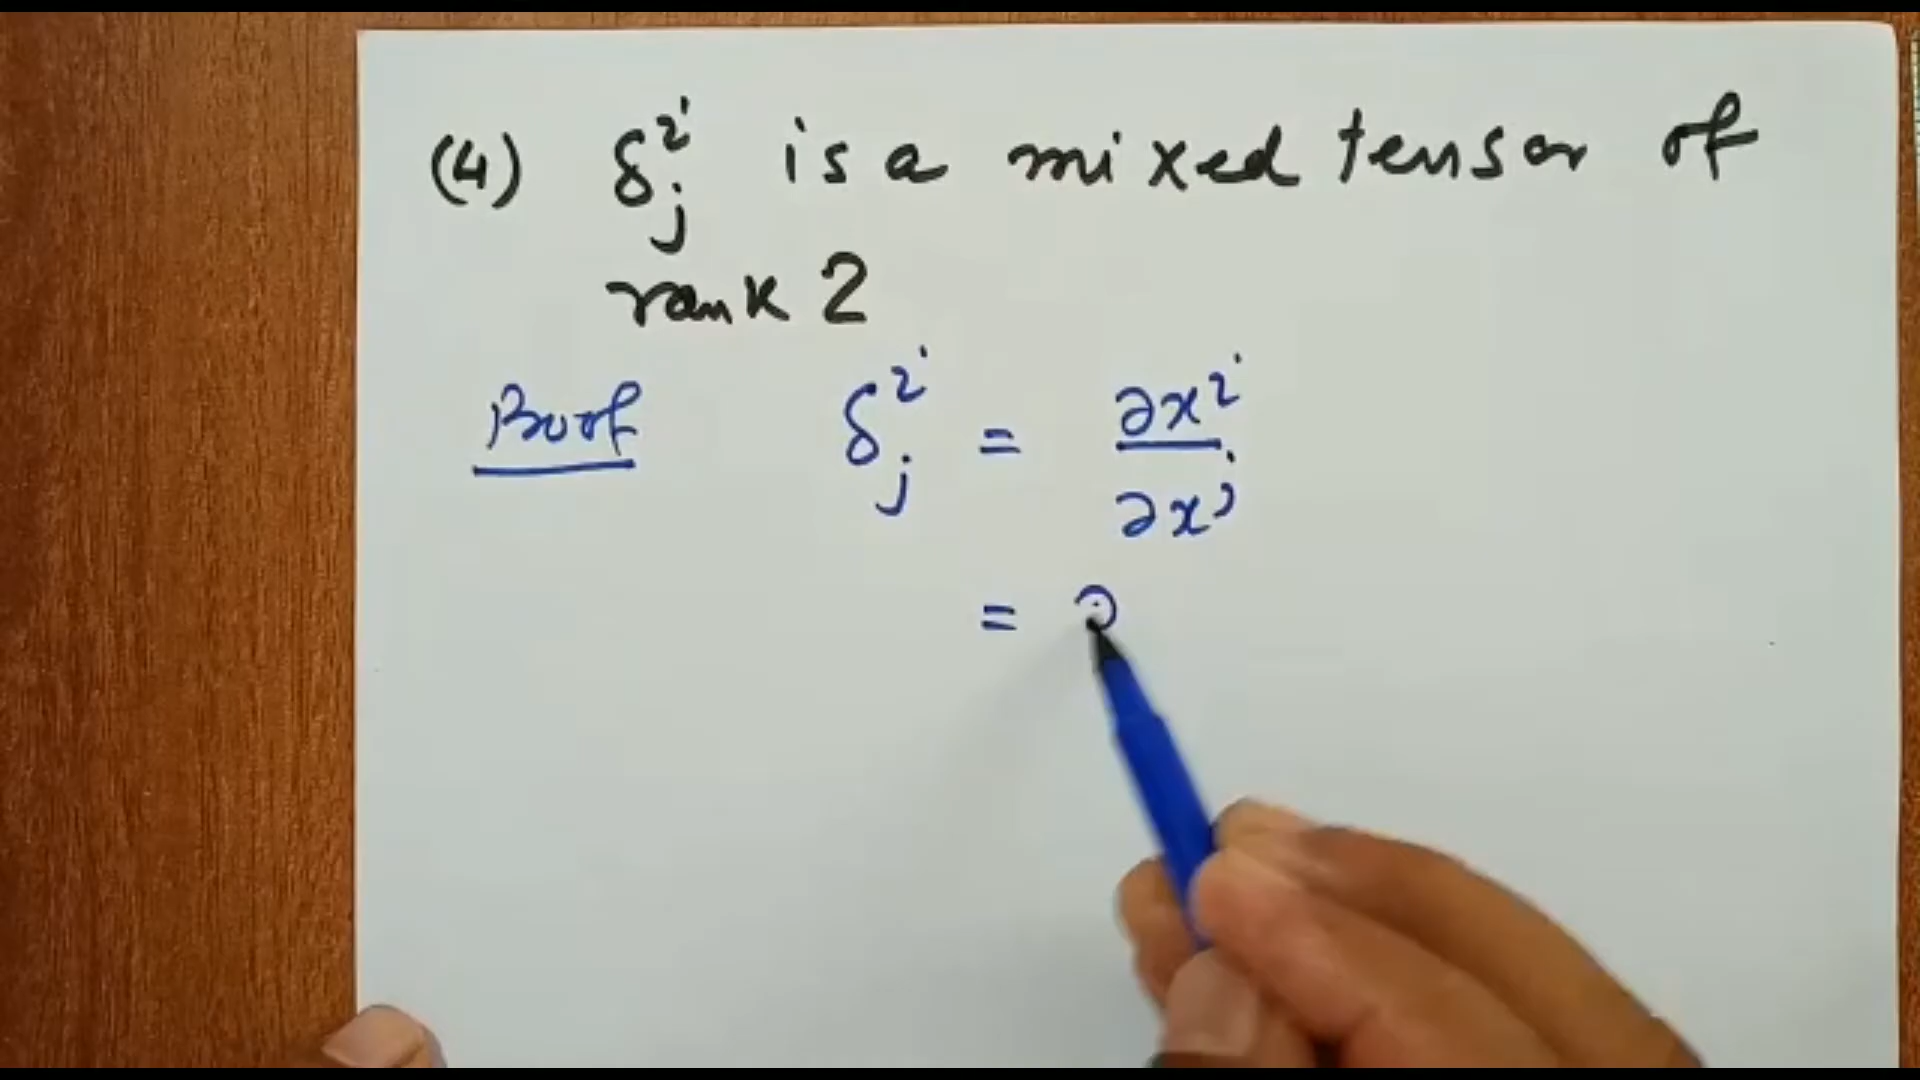 (4) δ^i_j is a mixed tensor of
rank 2
Proof δ^i_j = ∂x^i / ∂x^j
= ∂